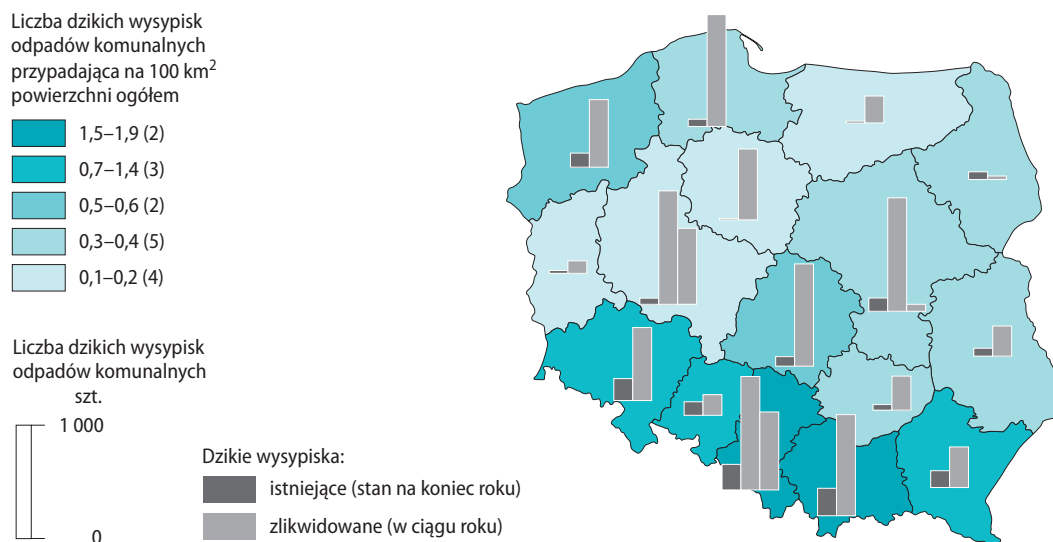 Liczba dzikich wysypisk
odpadów komunalnych
przypadająca na 100 km²
powierzchni ogółem
1,5–1,9 (2)
0,7–1,4 (3)
0,5–0,6 (2)
0,3–0,4 (5)
0,1–0,2 (4)
Liczba dzikich wysypisk
odpadów komunalnych
szt.
1 000
0
Dzikie wysypiska:
istniejące (stan na koniec roku)
zlikwidowane (w ciągu roku)